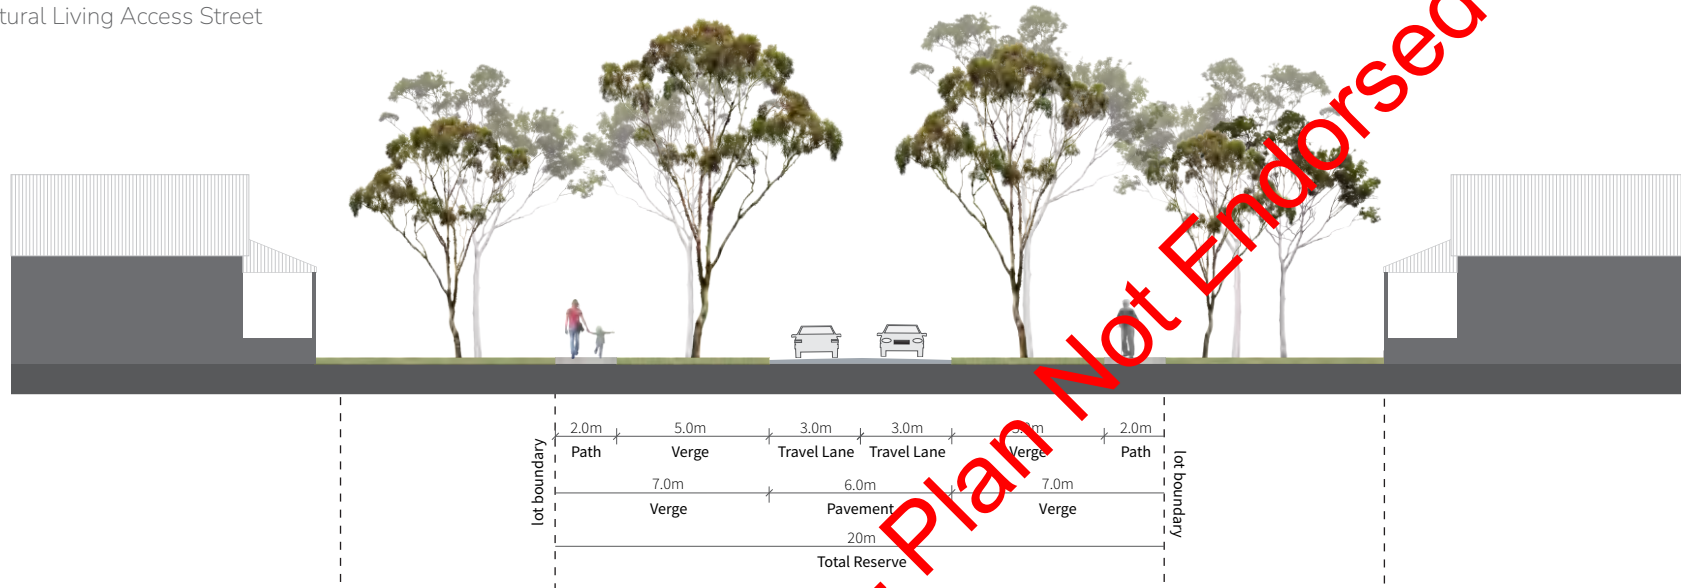 tural Living Access Street
Plan Not Endorsed
2.0m 5.0m 3.0m 3.0m 5.0m 2.0m
Path Verge Travel Lane Travel Lane Verge Path
lot boundary
lot boundary
7.0m 6.0m 7.0m
Verge Pavement Verge
20m
Total Reserve